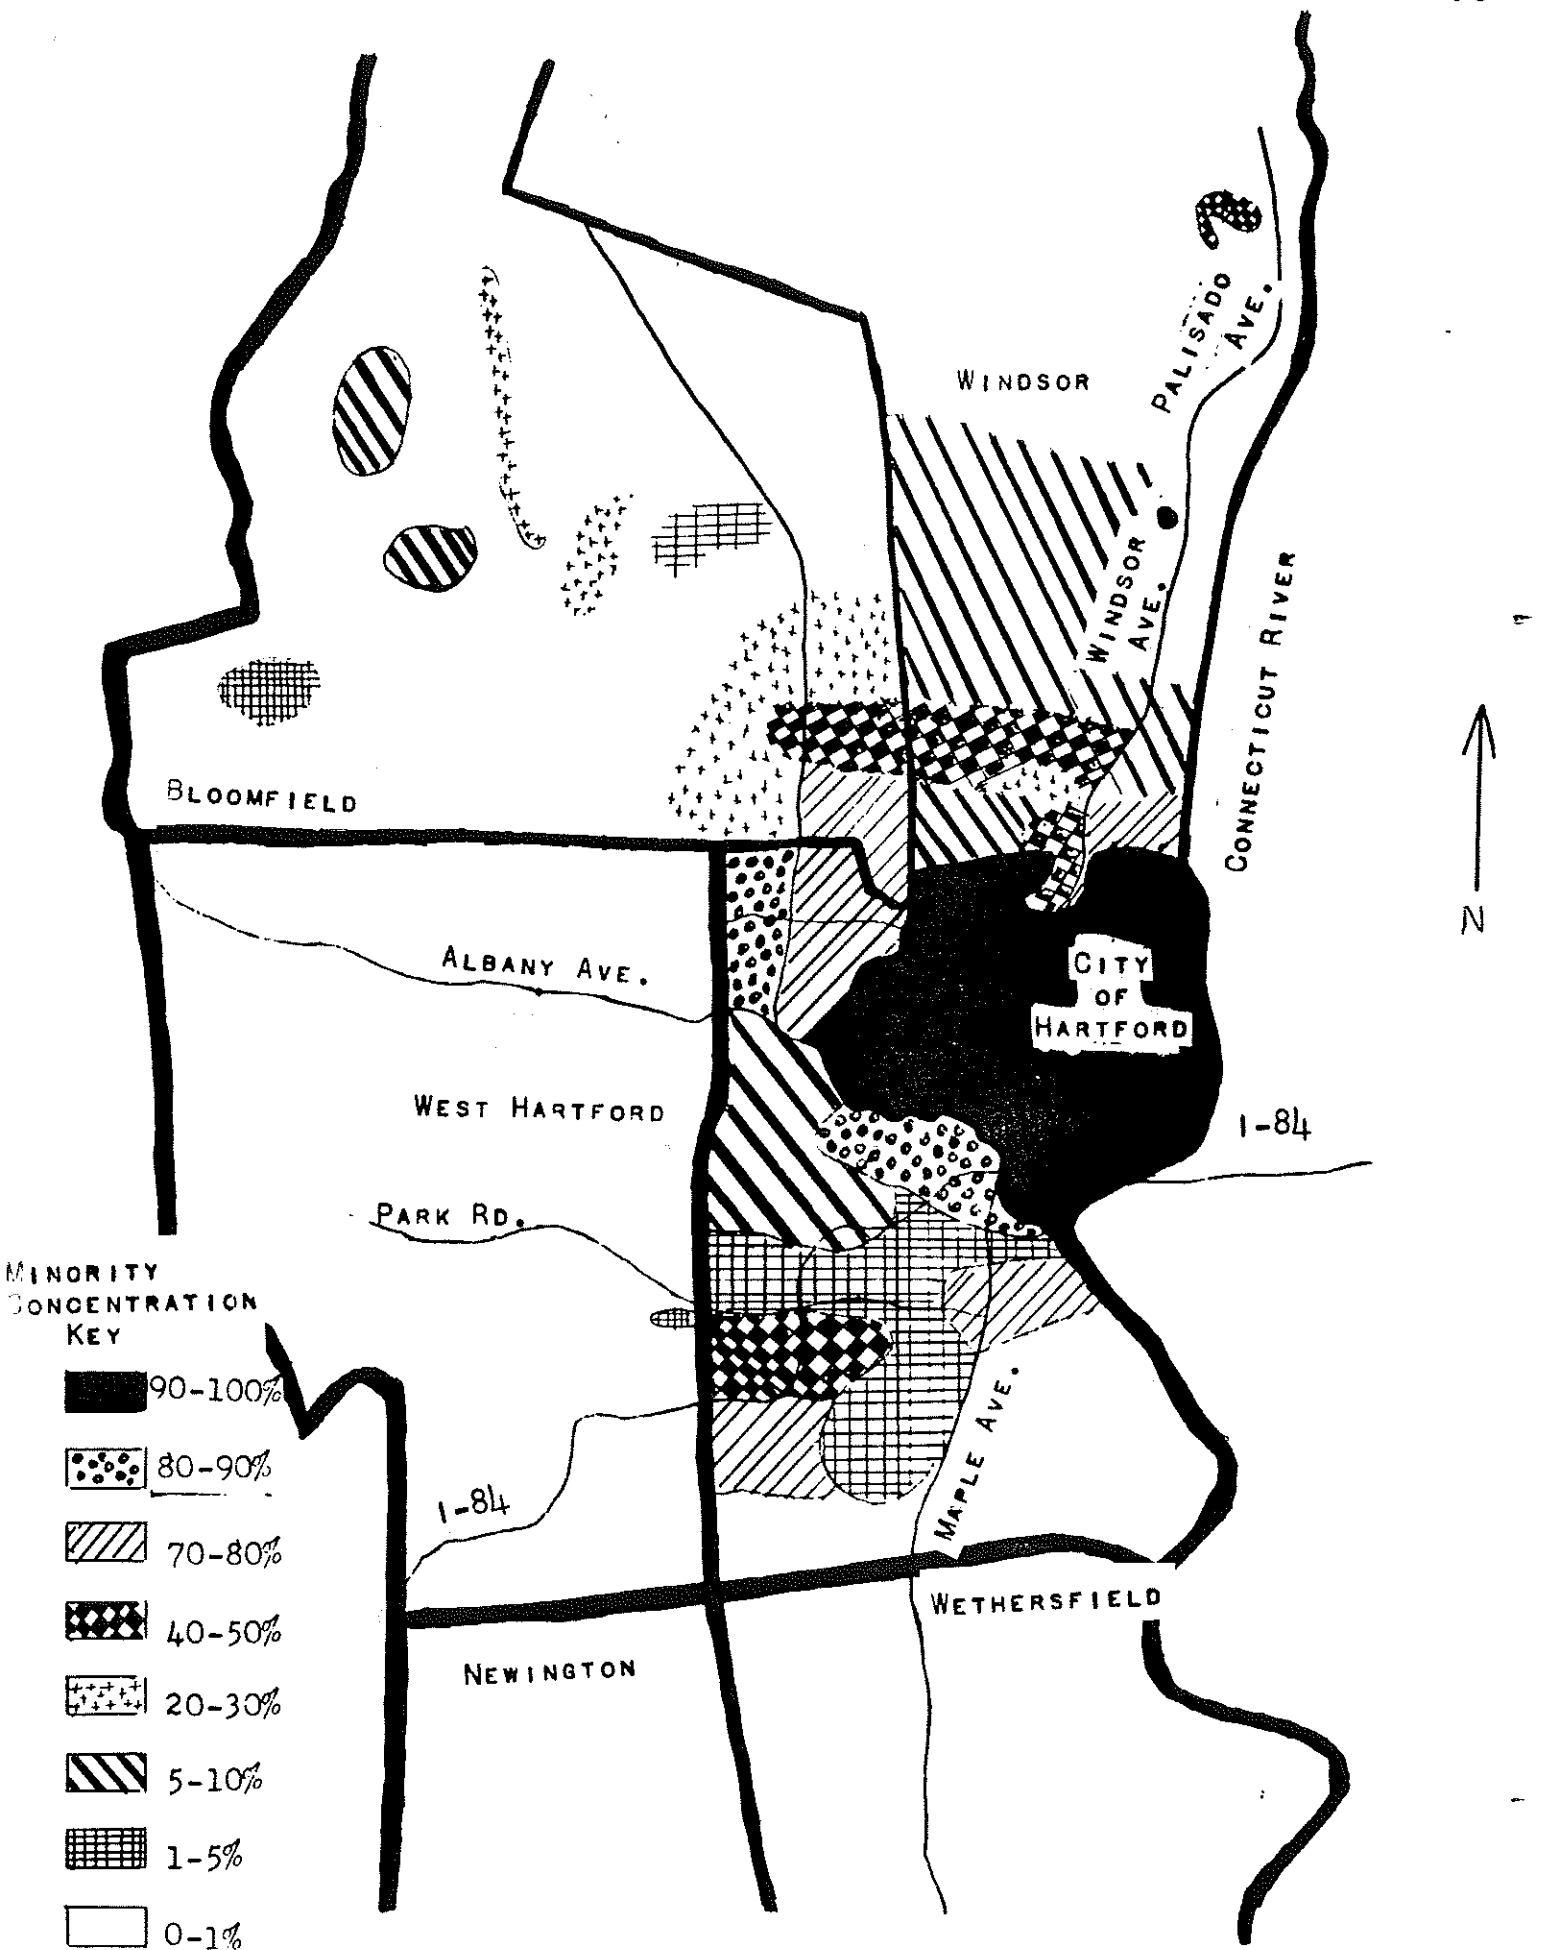 WINDSOR
PALISADO
AVE.
WINDSOR
AVE.
CONNECTICUT RIVER
BLOOMFIELD
N
ALBANY AVE.
CITY
OF
HARTFORD
WEST HARTFORD
I-84
PARK RD.
MINORITY
CONCENTRATION
KEY
90-100%
80-90%
70-80%
40-50%
20-30%
5-10%
1-5%
0-1%
I-84
MAPLE AVE.
WETHERSFIELD
NEWINGTON